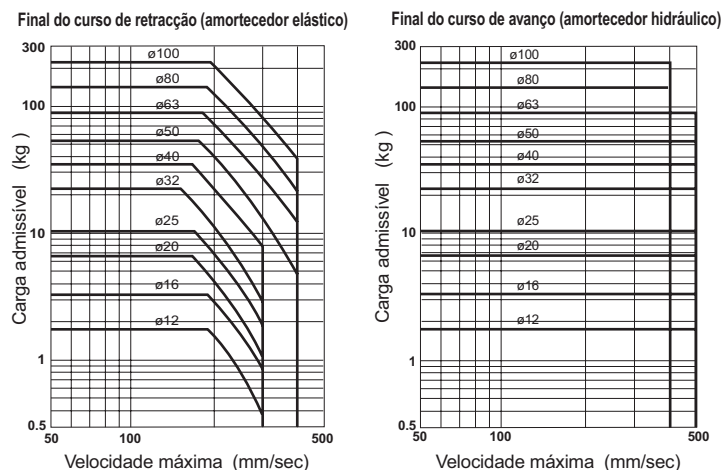 Final do curso de retracção (amortecedor elástico)
300
100
10
1
0.5
Carga admissível (kg )
ø100
ø80
ø63
ø50
ø40
ø32
ø25
ø20
ø16
ø12
50
100
500
Velocidade máxima (mm/sec)
Final do curso de avanço (amortecedor hidráulico)
300
100
10
1
0.5
Carga admissível (kg )
ø100
ø80
ø63
ø50
ø40
ø32
ø25
ø20
ø16
ø12
50
100
500
Velocidade máxima (mm/sec)